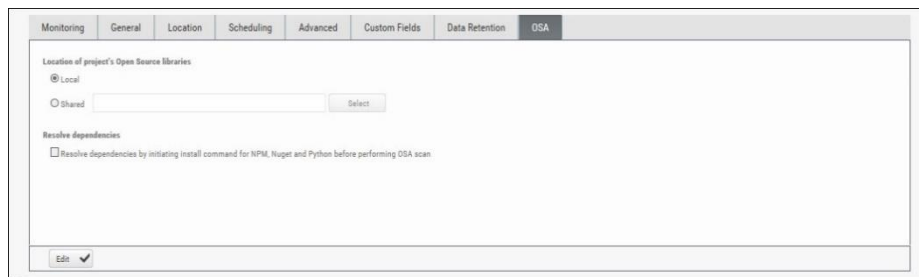 Monitoring General Location Scheduling Advanced Custom Fields Data Retention OSA
Location of project's Open Source libraries
Local
Shared Select
Resolve dependencies
Resolve dependencies by initiating install command for NPM, Nuget and Python before performing OSA scan
Edit